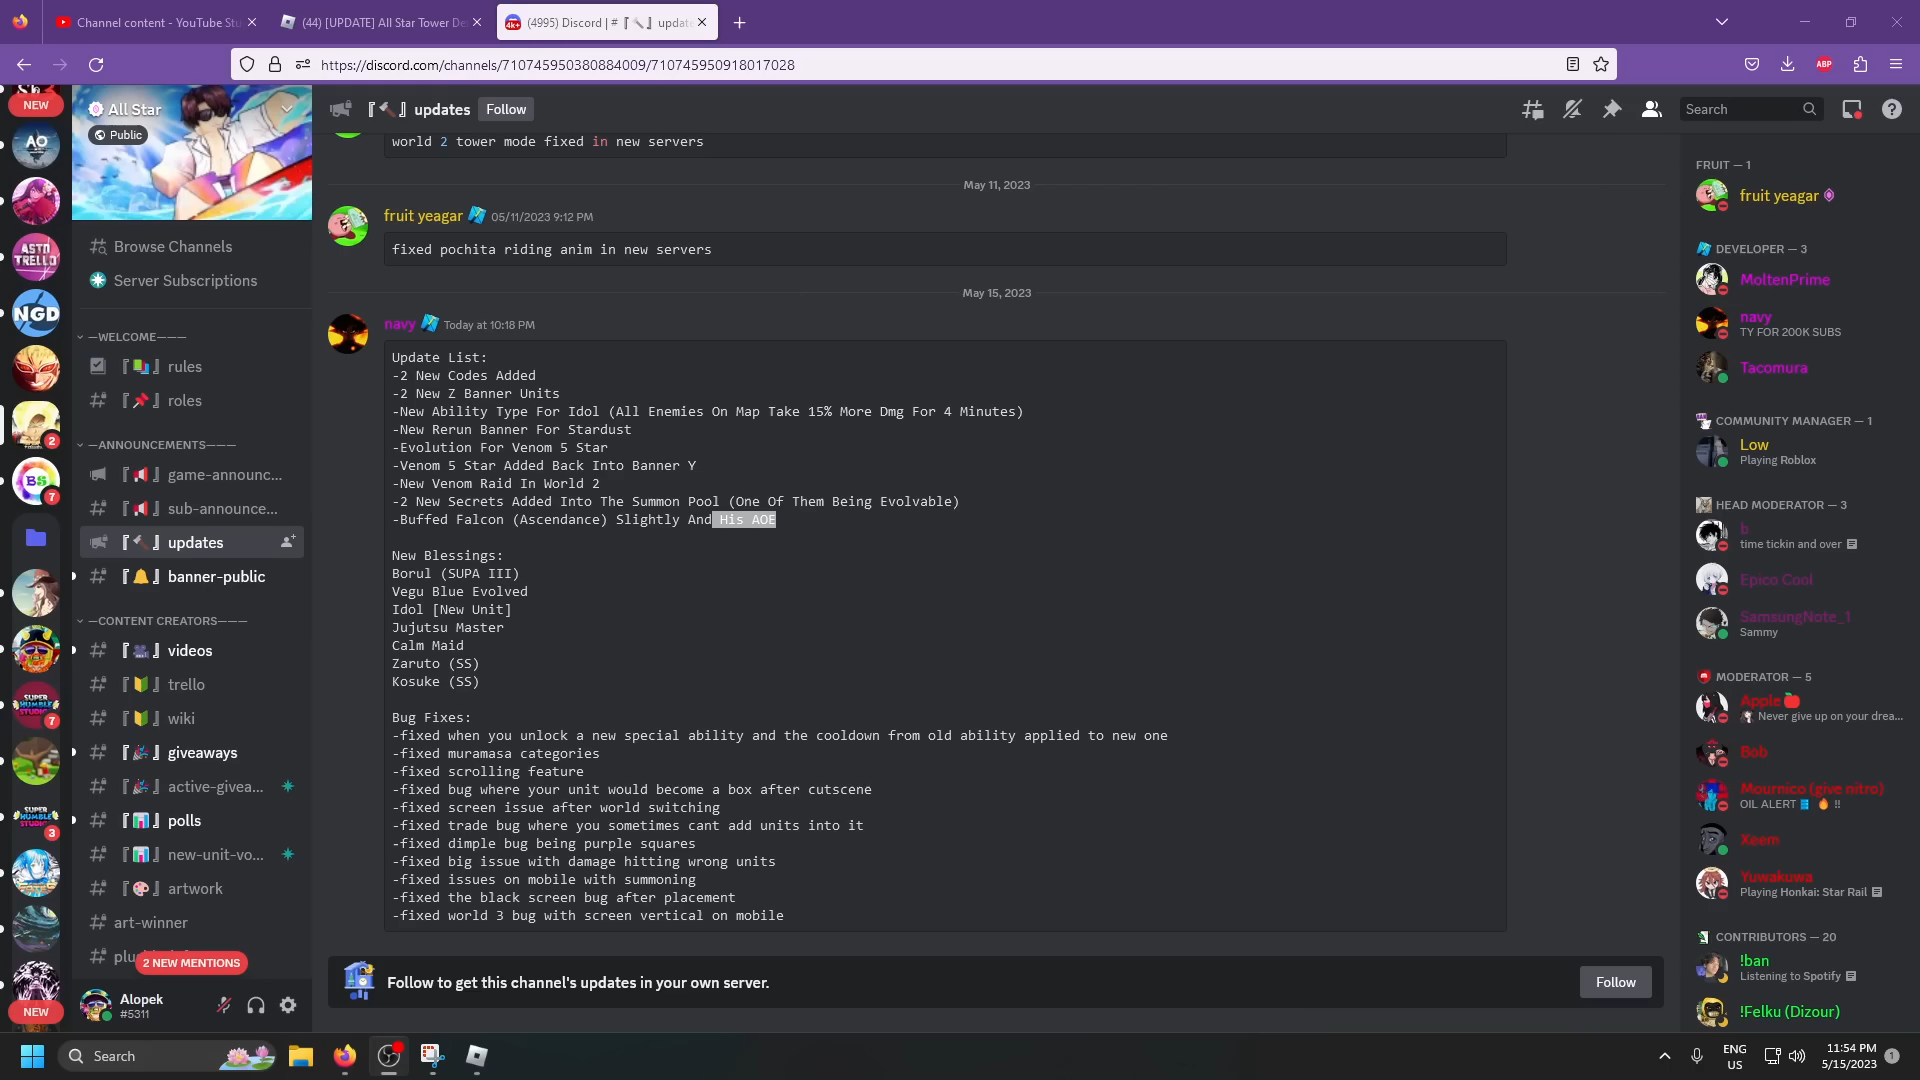 Channel content - YouTube Stu
(44) [UPDATE] All Star Tower De
(4995) Discord | # 『🔨』 update
https://discord.com/channels/710745950380884009/710745950918017028
ABP
NEW
AO
ASTD TRELLO
NGD
2
BS
7
SUPER HUMBLE STUDIO
7
SUPER HUMBLE STUDIO
3
NEW
All Star
Public
Browse Channels
Server Subscriptions
—WELCOME———
『📚』 rules
『📌』 roles
—ANNOUNCEMENTS———
『📢』 game-announc...
『📢』 sub-announce...
『🔨』 updates
『🔔』 banner-public
—CONTENT CREATORS———
『🎥』 videos
『🔰』 trello
『🔰』 wiki
『🎉』 giveaways
『🎉』 active-givea...
『📊』 polls
『📊』 new-unit-vo...
『🎨』 artwork
art-winner
2 NEW MENTIONS
Alopek
#5311
『🔨』 updates
Follow
Search
world 2 tower mode fixed in new servers
May 11, 2023
fruit yeagar 05/11/2023 9:12 PM
fixed pochita riding anim in new servers
May 15, 2023
navy Today at 10:18 PM
Update List:
-2 New Codes Added
-2 New Z Banner Units
-New Ability Type For Idol (All Enemies On Map Take 15% More Dmg For 4 Minutes)
-New Rerun Banner For Stardust
-Evolution For Venom 5 Star
-Venom 5 Star Added Back Into Banner Y
-New Venom Raid In World 2
-2 New Secrets Added Into The Summon Pool (One Of Them Being Evolvable)
-Buffed Falcon (Ascendance) Slightly And His AOE
New Blessings:
Borul (SUPA III)
Vegu Blue Evolved
Idol [New Unit]
Jujutsu Master
Calm Maid
Zaruto (SS)
Kosuke (SS)
Bug Fixes:
-fixed when you unlock a new special ability and the cooldown from old ability applied to new one
-fixed muramasa categories
-fixed scrolling feature
-fixed bug where your unit would become a box after cutscene
-fixed screen issue after world switching
-fixed trade bug where you sometimes cant add units into it
-fixed dimple bug being purple squares
-fixed big issue with damage hitting wrong units
-fixed issues on mobile with summoning
-fixed the black screen bug after placement
-fixed world 3 bug with screen vertical on mobile
Follow to get this channel's updates in your own server.
Follow
FRUIT — 1
fruit yeagar
DEVELOPER — 3
MoltenPrime
navy
TY FOR 200K SUBS
Tacomura
COMMUNITY MANAGER — 1
Low
Playing Roblox
HEAD MODERATOR — 3
b
time tickin and over
Epico Cool
SamsungNote_1
Sammy
MODERATOR — 5
Apple🍎
Never give up on your drea...
Bob
Mournico (give nitro)
OIL ALERT 🛢 🔥 !!
Xeem
Yuwakuwa
Playing Honkai: Star Rail
CONTRIBUTORS — 20
!ban
Listening to Spotify
!Felku (Dizour)
Search
ENG
US
11:54 PM
5/15/2023
1